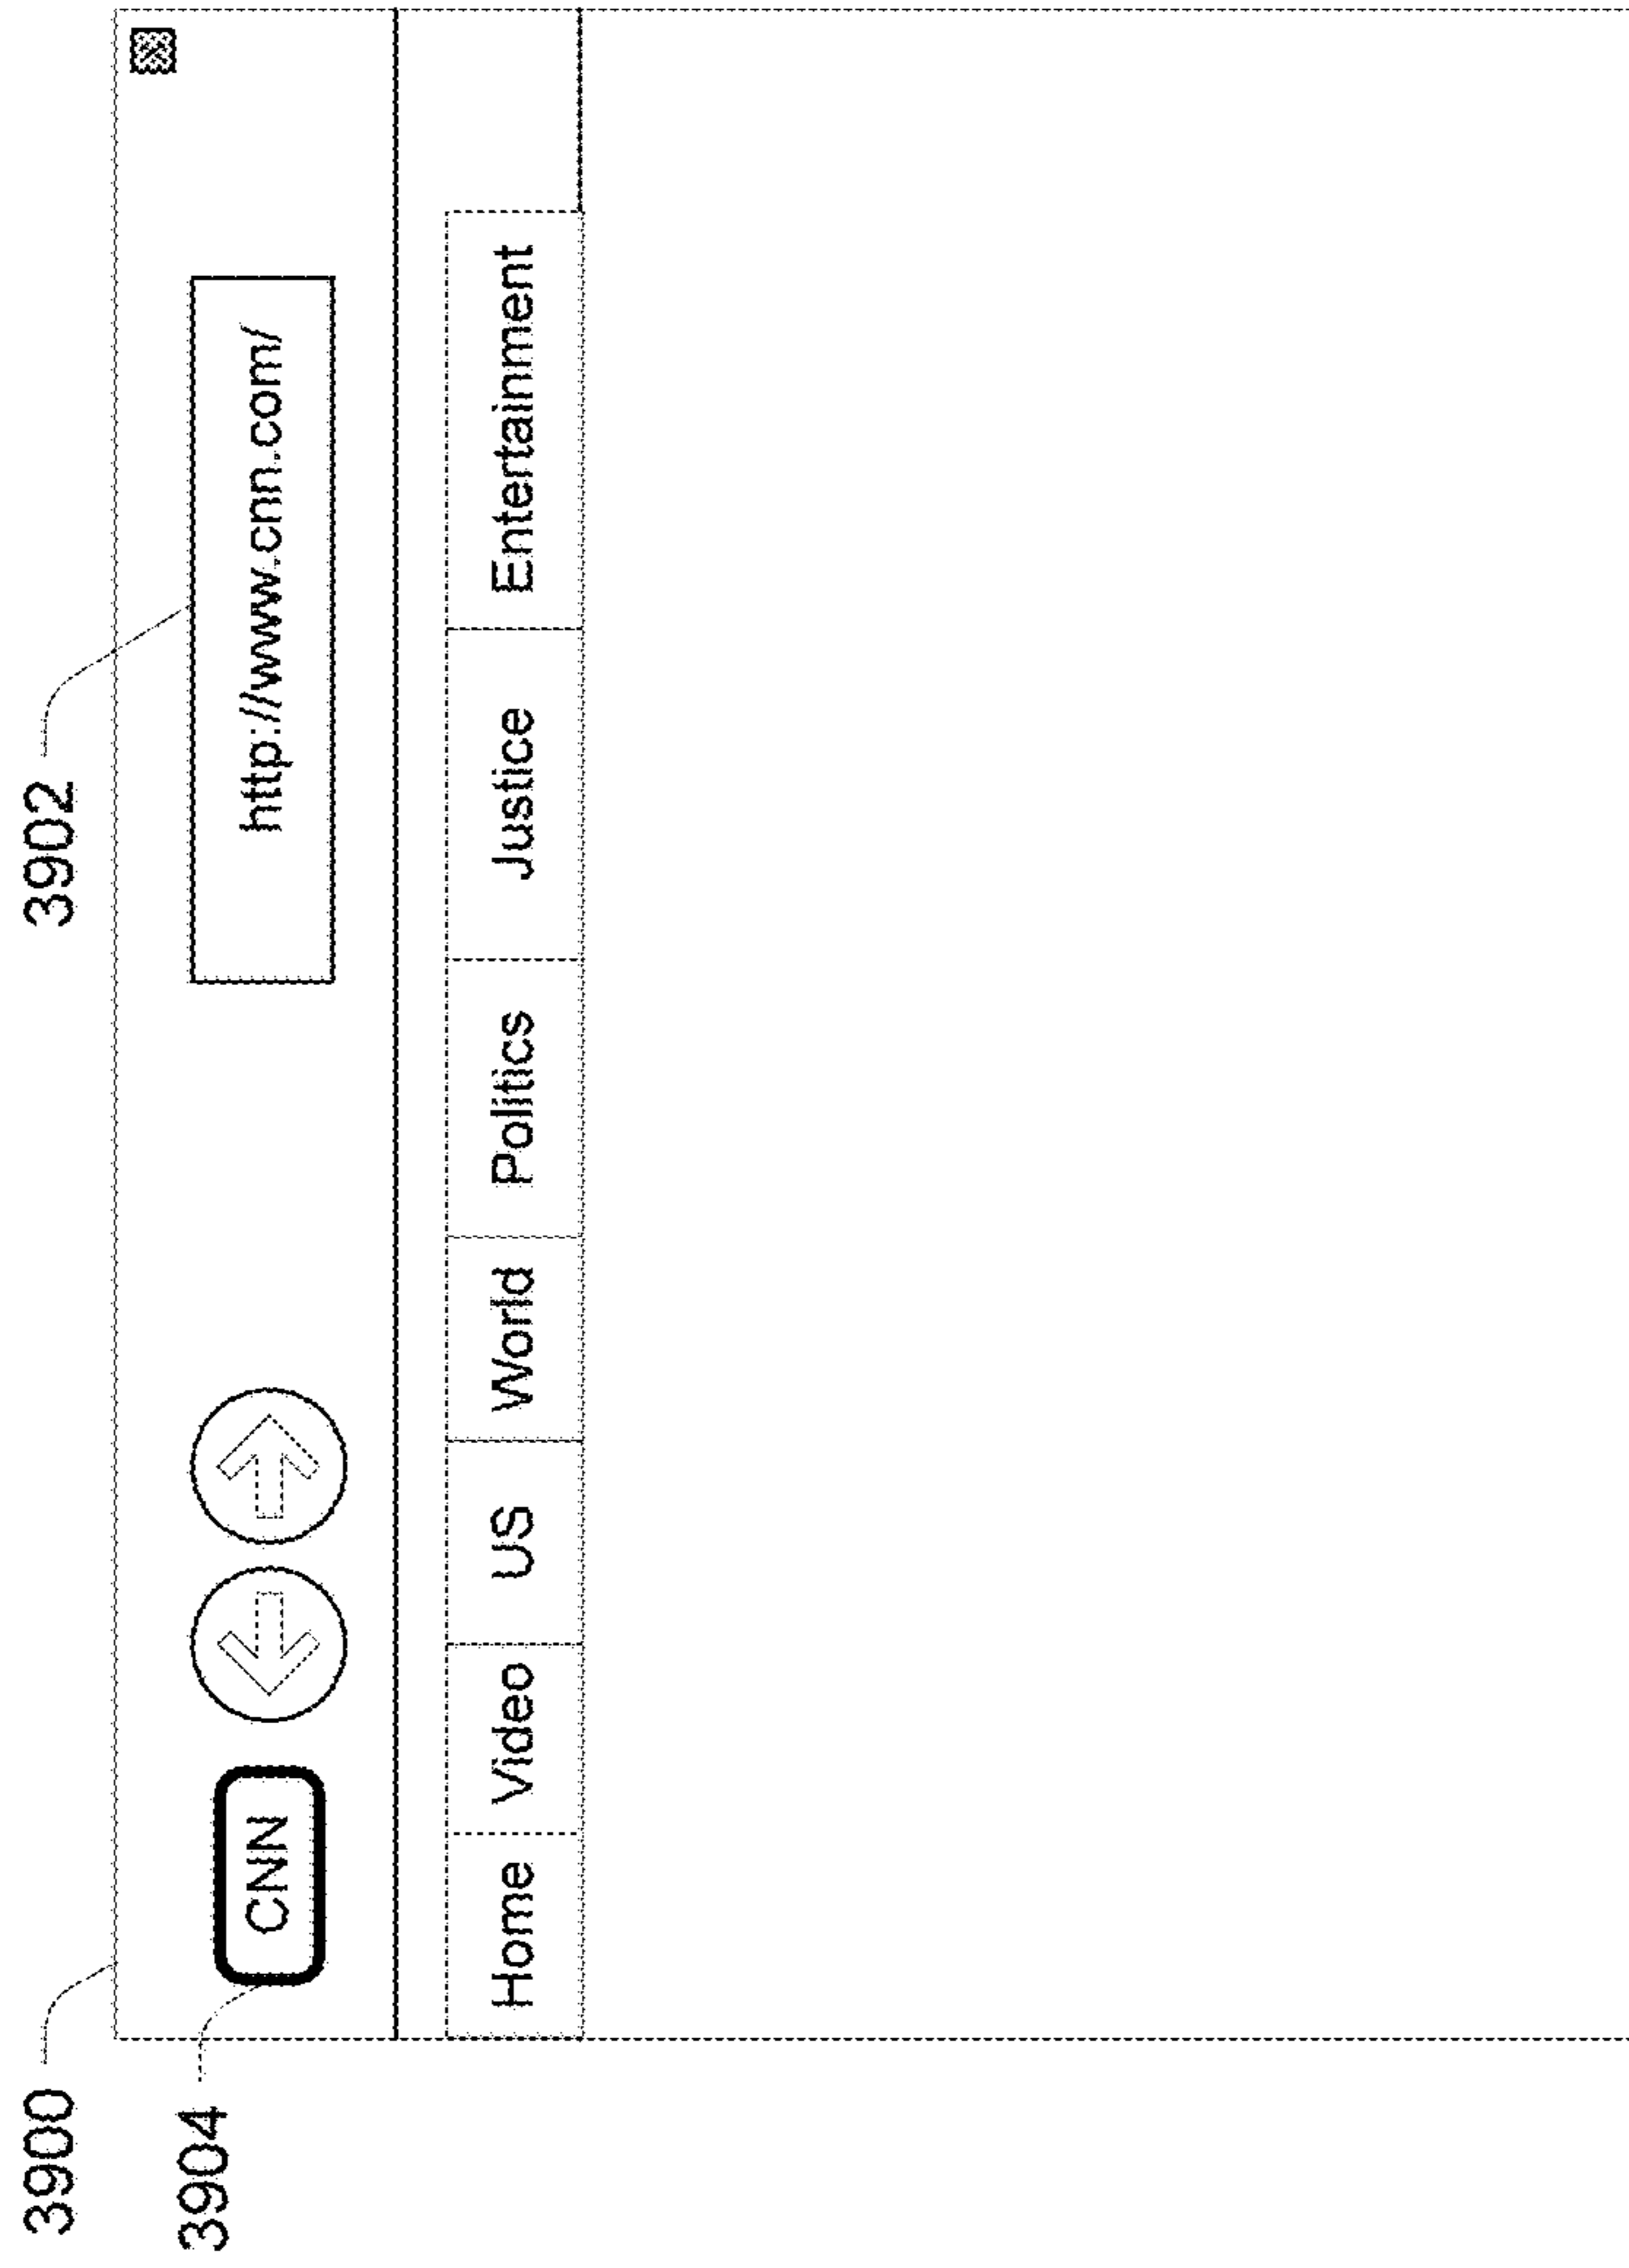 3900
3902
3904
CNN
http://www.cnn.com/
Home Video US World Politics Justice Entertainment